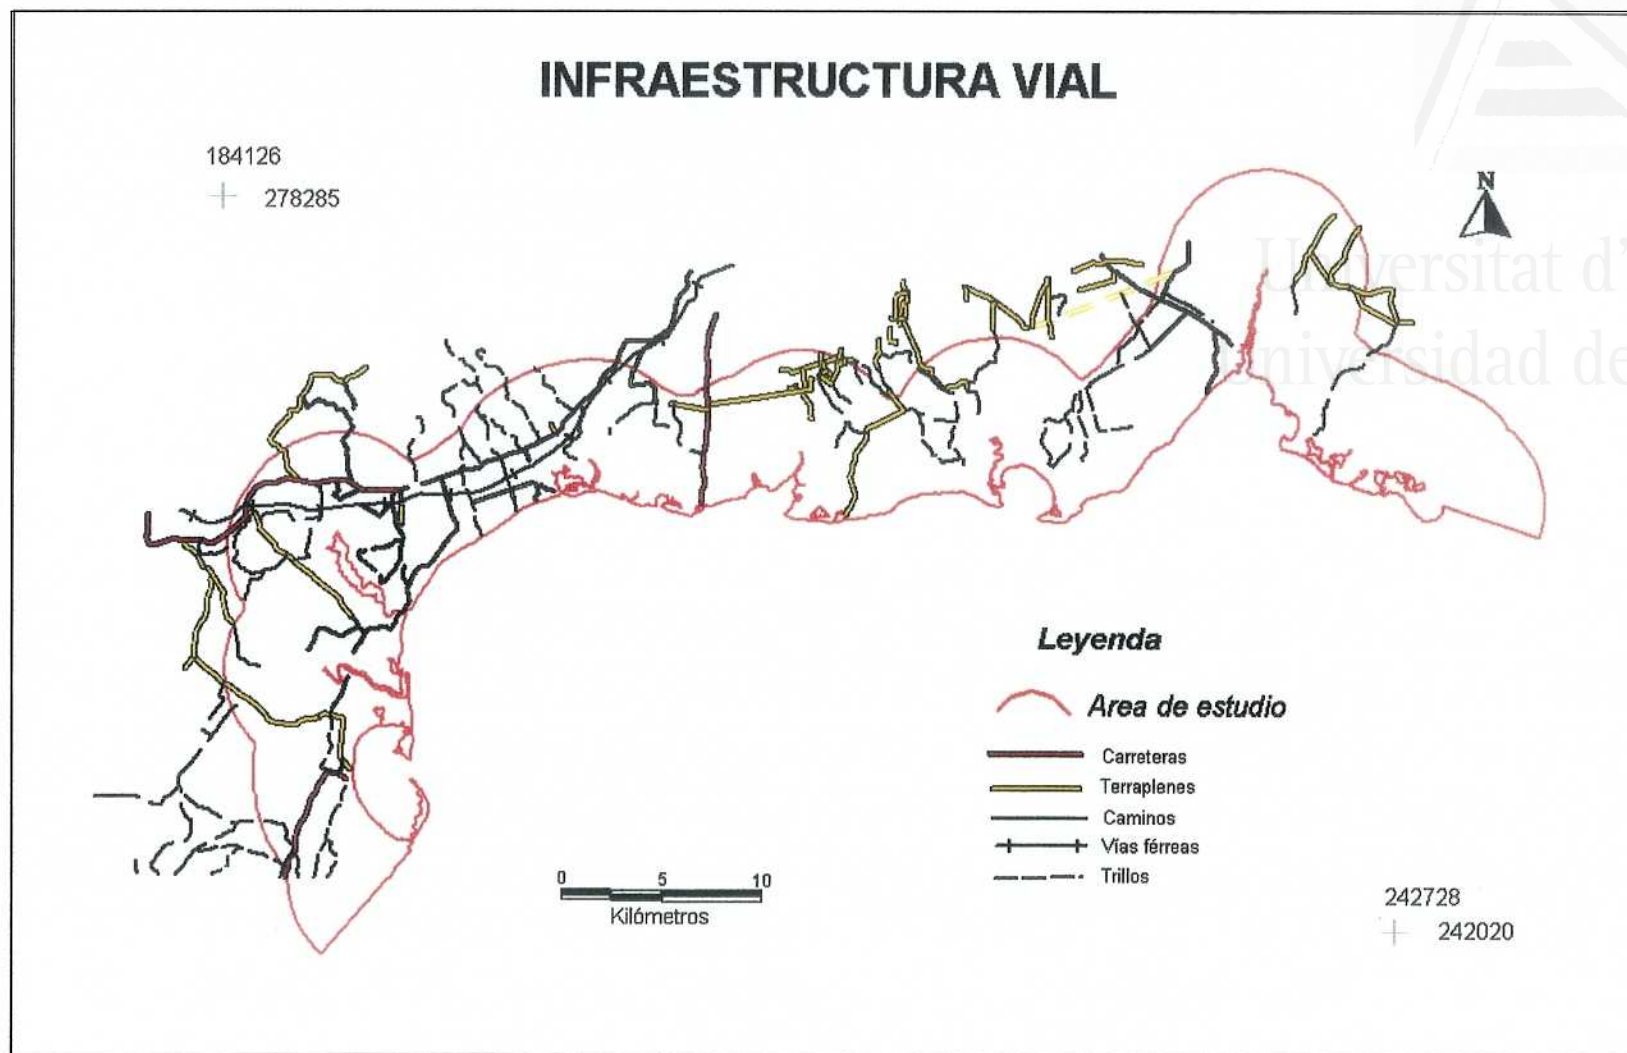 INFRAESTRUCTURA VIAL
184126
278285
N
Universitat d'
Universidad de
Leyenda
Area de estudio
Carreteras
Terraplenes
Caminos
Vías férreas
Trillos
0 5 10
Kilómetros
242728
242020